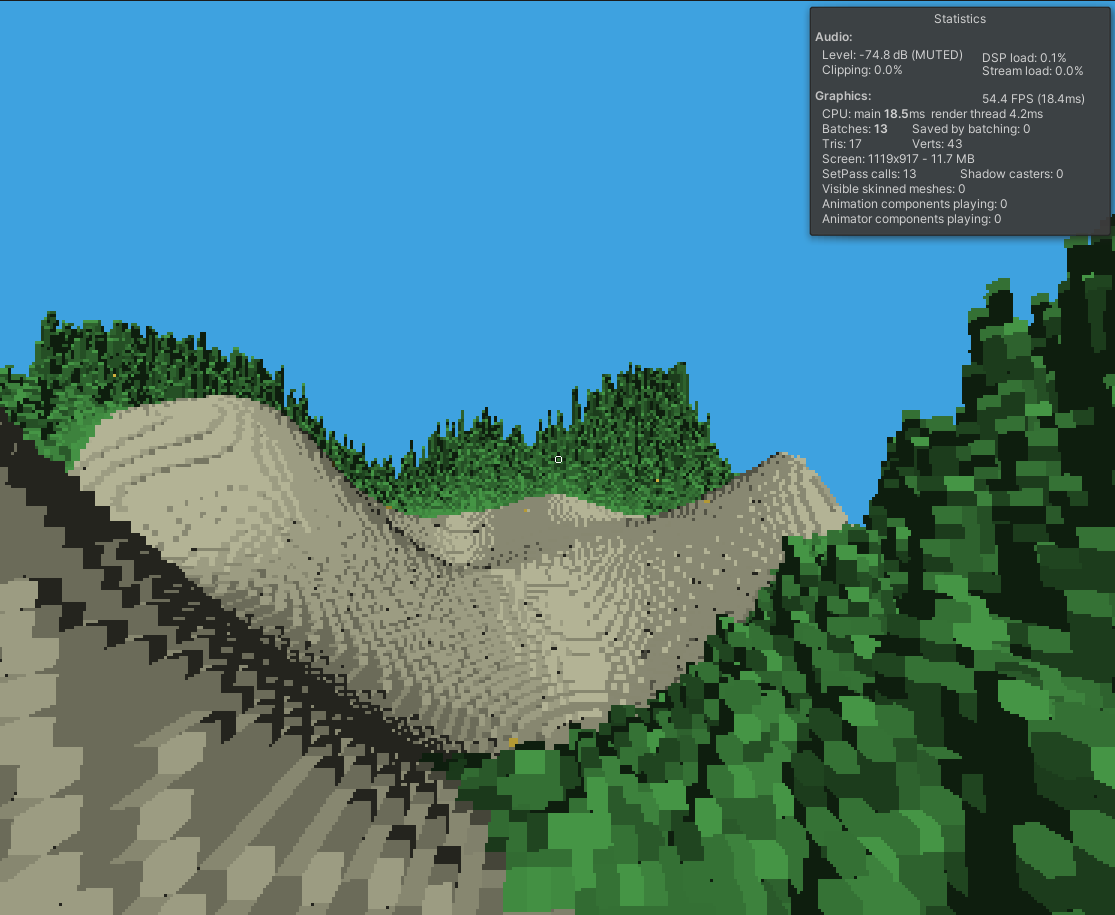 Statistics
Audio:
Level: -74.8 dB (MUTED) DSP load: 0.1%
Clipping: 0.0% Stream load: 0.0%
Graphics: 54.4 FPS (18.4ms)
CPU: main 18.5ms render thread 4.2ms
Batches: 13 Saved by batching: 0
Tris: 17 Verts: 43
Screen: 1119x917 - 11.7 MB
SetPass calls: 13 Shadow casters: 0
Visible skinned meshes: 0
Animation components playing: 0
Animator components playing: 0